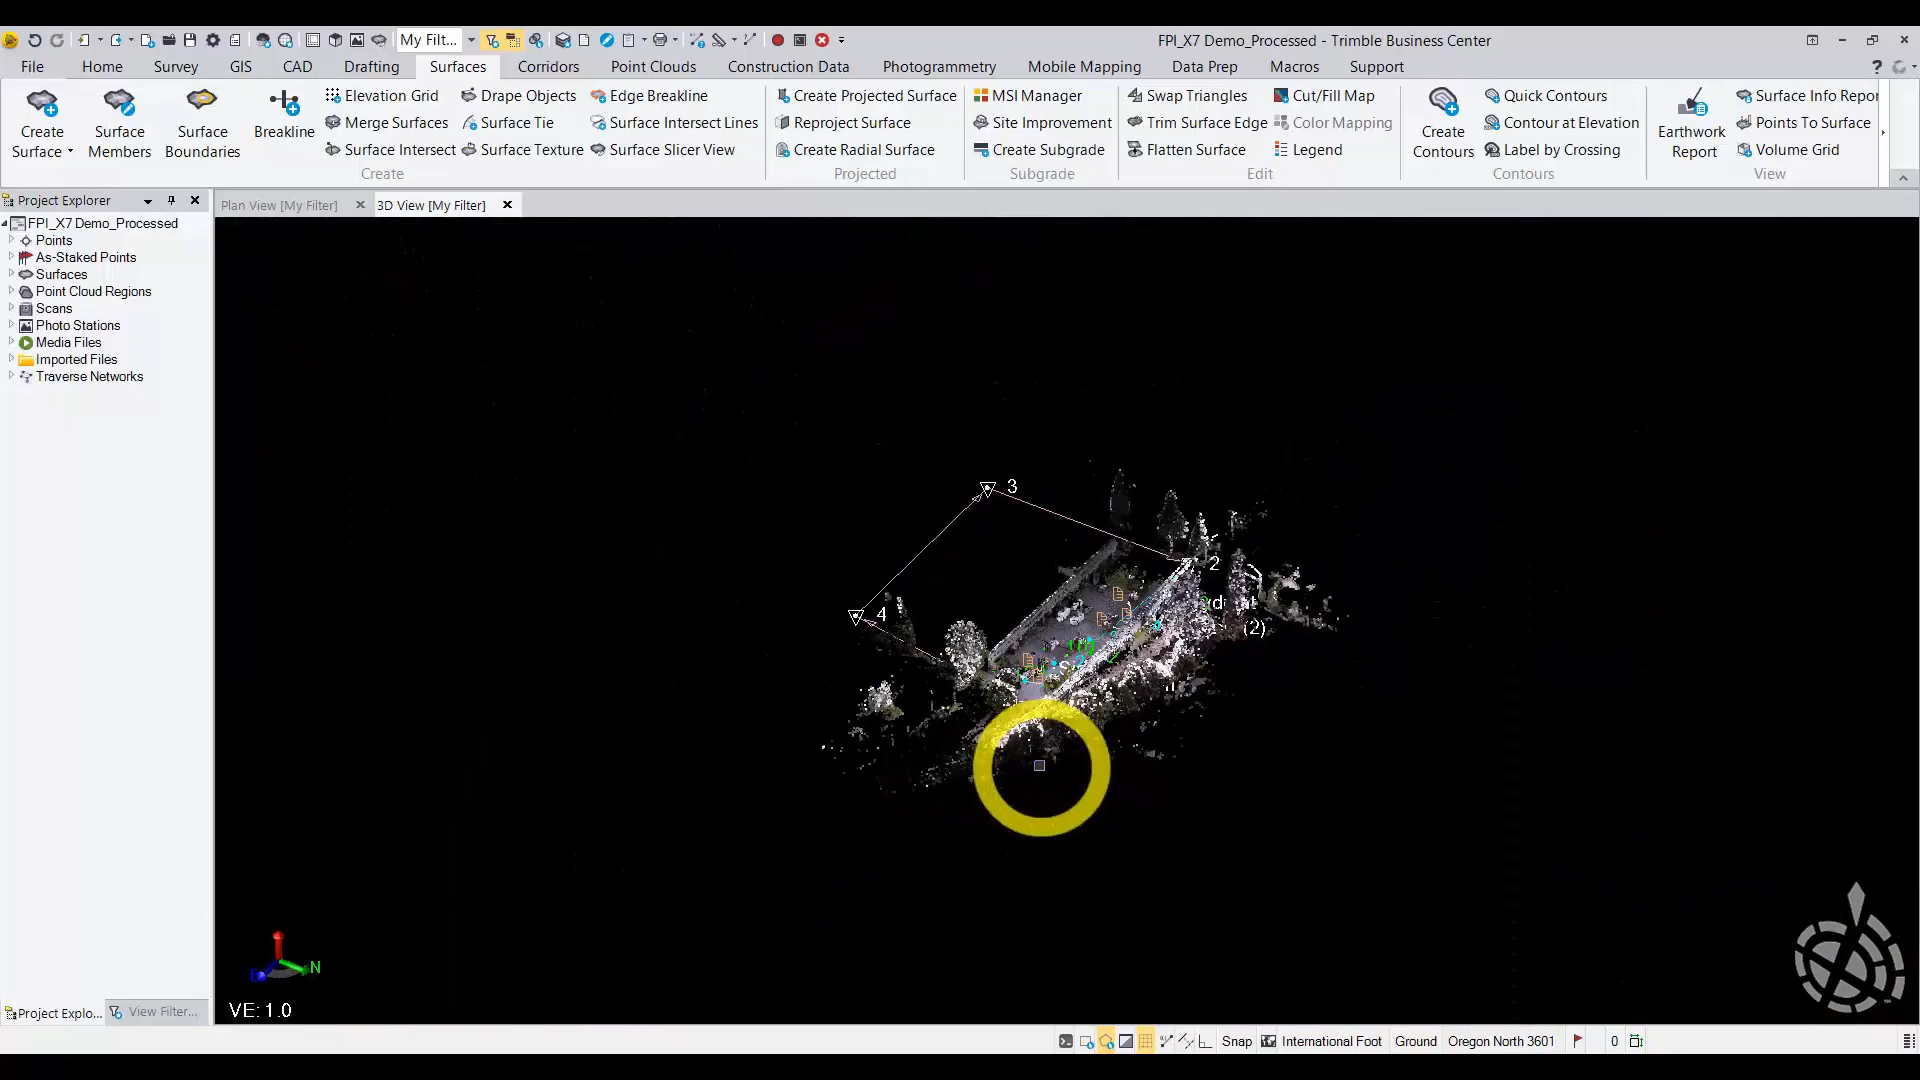 My Filt...
FPI_X7 Demo_Processed - Trimble Business Center
File Home Survey GIS CAD Drafting Surfaces Corridors Point Clouds Construction Data Photogrammetry Mobile Mapping Data Prep Macros Support
Create Surface
Surface Members
Surface Boundaries
Breakline
Elevation Grid
Merge Surfaces
Surface Intersect
Drape Objects
Surface Tie
Surface Texture
Edge Breakline
Surface Intersect Lines
Surface Slicer View
Create
Create Projected Surface
Reproject Surface
Create Radial Surface
Projected
MSI Manager
Site Improvement
Create Subgrade
Subgrade
Swap Triangles
Trim Surface Edge
Flatten Surface
Cut/Fill Map
Color Mapping
Legend
Edit
Create Contours
Quick Contours
Contour at Elevation
Label by Crossing
Contours
Earthwork Report
Surface Info Repor
Points To Surface
Volume Grid
View
Project Explorer
FPI_X7 Demo_Processed
Points
As-Staked Points
Surfaces
Point Cloud Regions
Scans
Photo Stations
Media Files
Imported Files
Traverse Networks
Plan View [My Filter]
3D View [My Filter]
3
2
4
(2)
N
VE: 1.0
Project Explo...
View Filter...
Snap
International Foot
Ground
Oregon North 3601
0